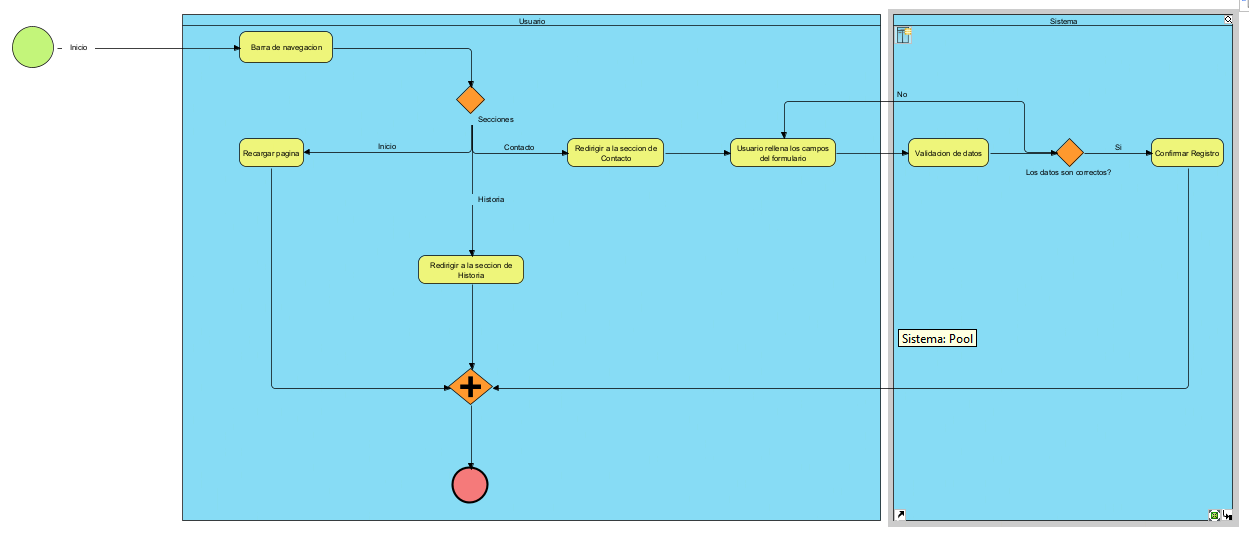 Usuario
Sistema
Inicio
Barra de navegacion
No
Secciones
Recargar pagina
Inicio
Contacto
Redirigir a la seccion de
Contacto
Usuario rellena los campos
del formulario
Validacion de datos
Si
Confirmar Registro
Los datos son correctos?
Historia
Redirigir a la seccion de
Historia
Sistema: Pool